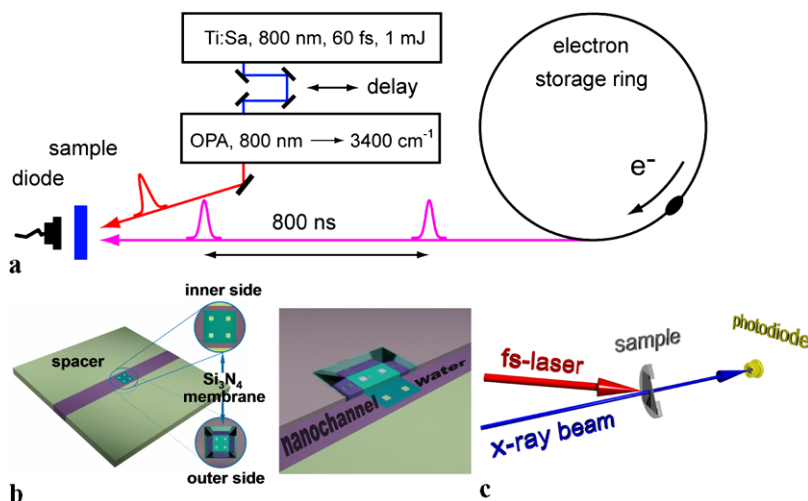 Ti:Sa, 800 nm, 60 fs, 1 mJ
electron
storage ring
delay
OPA, 800 nm → 3400 cm⁻¹
sample
diode
e⁻
800 ns
a
inner side
spacer
Si₃N₄
membrane
outer side
b
nanochannel
water
sample
photodiode
fs-laser
x-ray beam
c